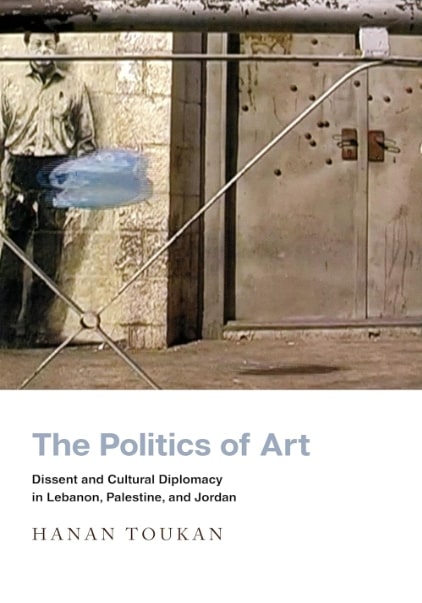 The Politics of Art
Dissent and Cultural Diplomacy
in Lebanon, Palestine, and Jordan
HANAN TOUKAN